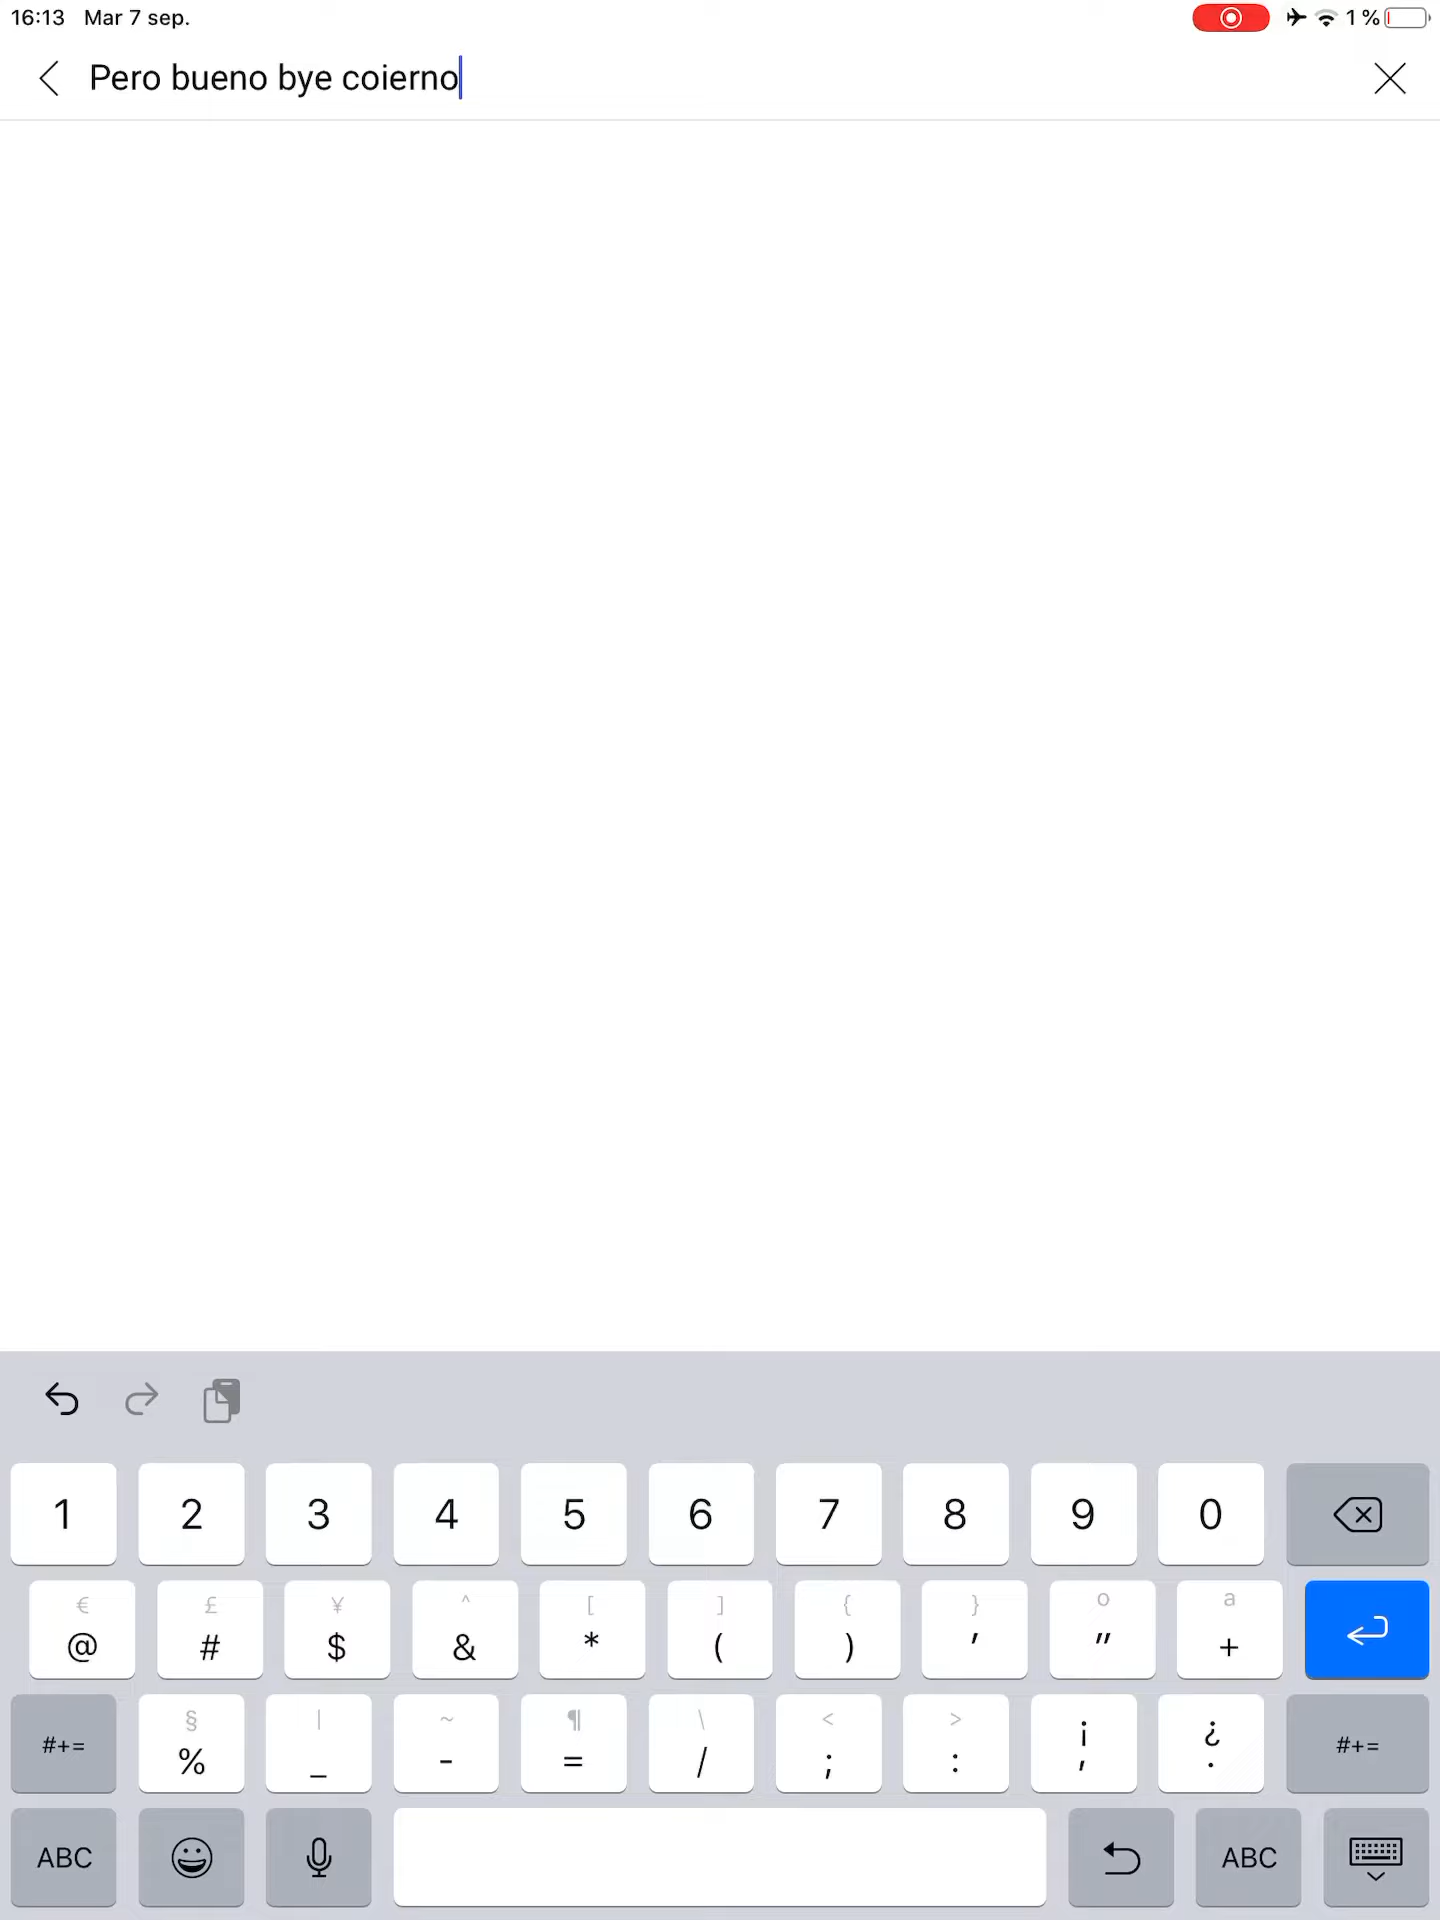 16:13 Mar 7 sep. 1 %
Pero bueno bye coierno
1 2 3 4 5 6 7 8 9 0
€ £ ¥ ^ [ ] { } º ª
@ # $ & * ( ) ' " +
§ | ~ ¶ \ < > ¡ ¿
#+= % _ - = / ; : , . #+=
ABC ABC